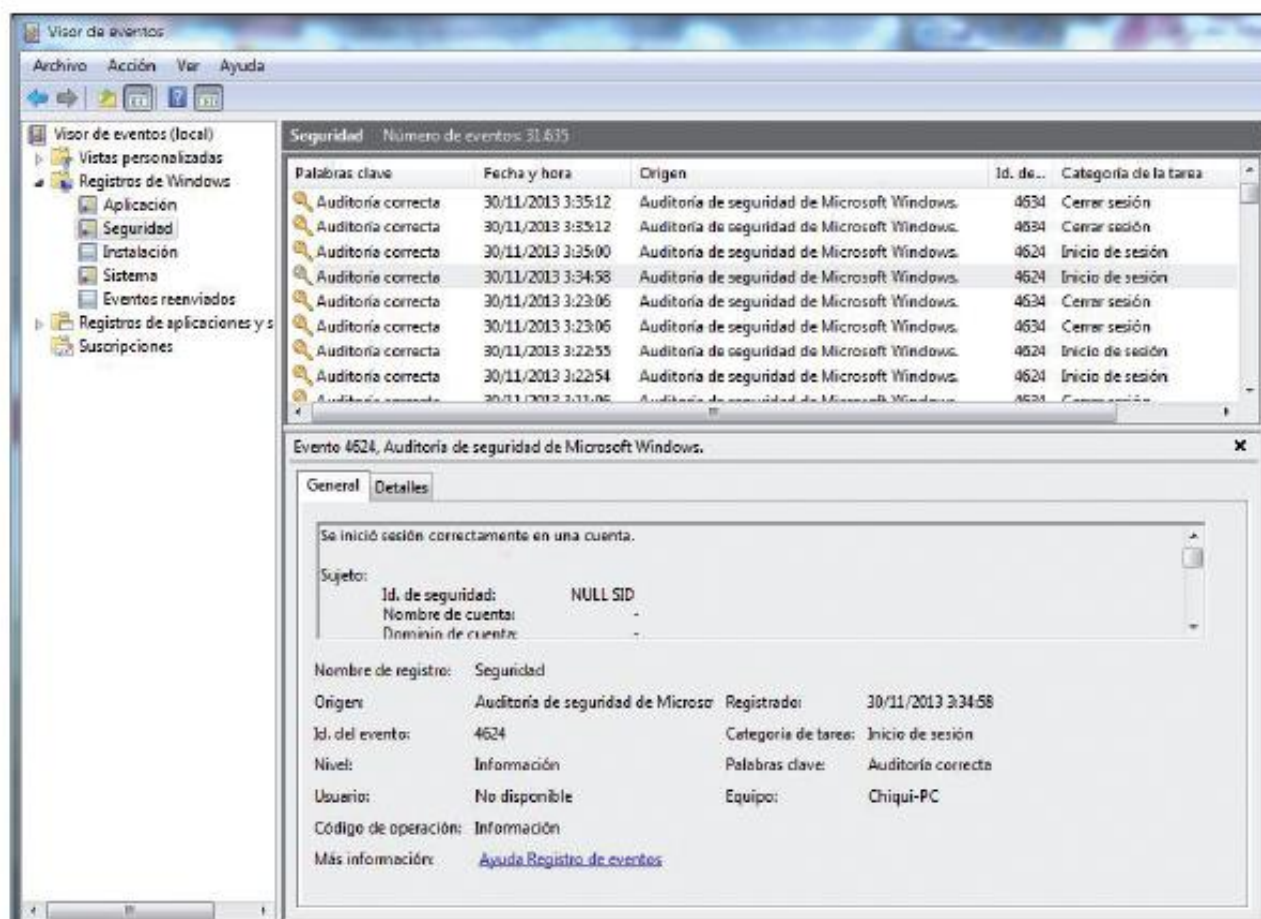 Visor de eventos
Archivo Acción Ver Ayuda
Visor de eventos (local)
Vistas personalizadas
Registros de Windows
Aplicación
Seguridad
Instalación
Sistema
Eventos reenviados
Registros de aplicaciones y s
Suscripciones
Seguridad Número de eventos: 31.635
Palabras clave Fecha y hora Origen Id. de... Categoría de la tarea
Auditoría correcta 30/11/2013 3:35:12 Auditoría de seguridad de Microsoft Windows. 4634 Cerrar sesión
Auditoría correcta 30/11/2013 3:35:12 Auditoría de seguridad de Microsoft Windows. 4634 Cerrar sesión
Auditoría correcta 30/11/2013 3:35:00 Auditoría de seguridad de Microsoft Windows. 4624 Inicio de sesión
Auditoría correcta 30/11/2013 3:34:58 Auditoría de seguridad de Microsoft Windows. 4624 Inicio de sesión
Auditoría correcta 30/11/2013 3:23:06 Auditoría de seguridad de Microsoft Windows. 4634 Cerrar sesión
Auditoría correcta 30/11/2013 3:23:06 Auditoría de seguridad de Microsoft Windows. 4634 Cerrar sesión
Auditoría correcta 30/11/2013 3:22:55 Auditoría de seguridad de Microsoft Windows. 4624 Inicio de sesión
Auditoría correcta 30/11/2013 3:22:54 Auditoría de seguridad de Microsoft Windows. 4624 Inicio de sesión
Evento 4624, Auditoría de seguridad de Microsoft Windows.
General Detalles
Se inició sesión correctamente en una cuenta.
Sujeto:
Id. de seguridad: NULL SID
Nombre de cuenta: -
Dominio de cuenta: -
Nombre de registro: Seguridad
Origen: Auditoría de seguridad de Microsof Registrado: 30/11/2013 3:34:58
Id. del evento: 4624 Categoría de tarea: Inicio de sesión
Nivel: Información Palabras clave: Auditoría correcta
Usuario: No disponible Equipo: Chiqui-PC
Código de operación: Información
Más información: Ayuda Registro de eventos